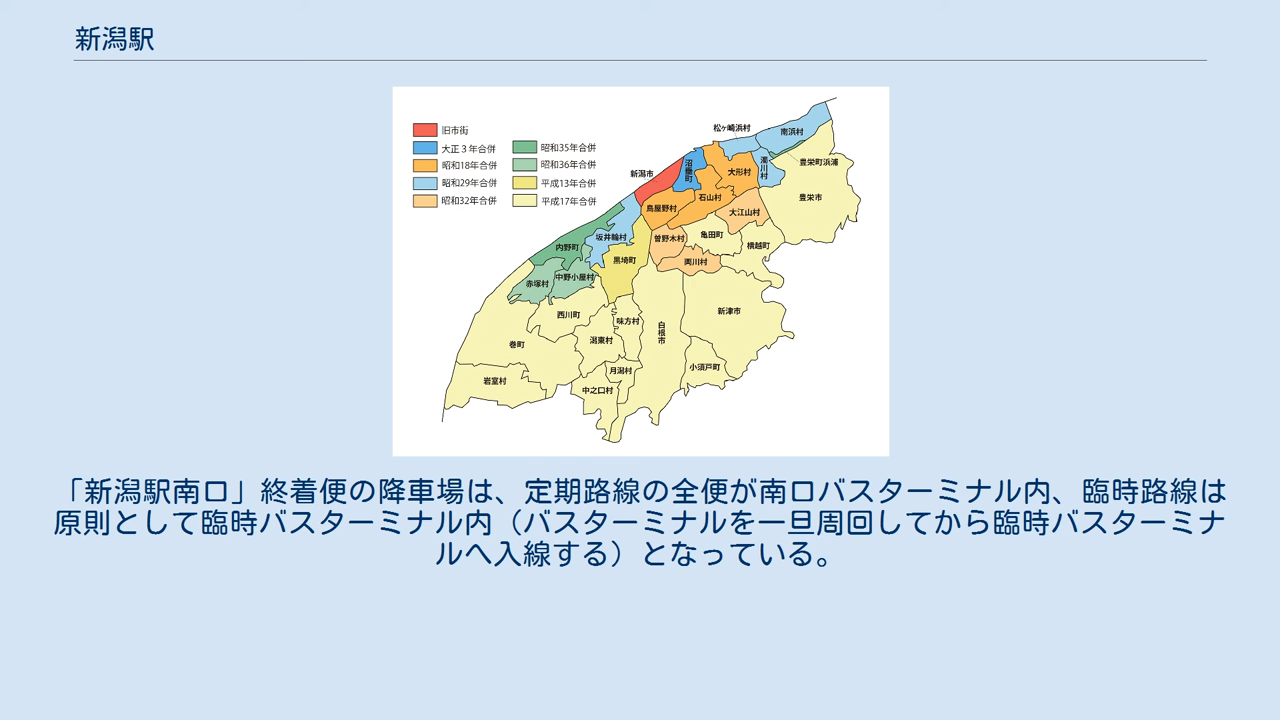 新潟駅
旧市街
大正３年合併
昭和18年合併
昭和29年合併
昭和32年合併
昭和35年合併
昭和36年合併
平成13年合併
平成17年合併
松ヶ崎浜村
南浜村
濁川村
豊栄町浜浦
新潟市
沼垂町
大形村
石山村
豊栄市
鳥屋野村
大江山村
坂井輪村
曽野木村
亀田町
横越町
内野町
黒埼町
両川村
赤塚村
中野小屋村
西川町
味方村
白根市
新津市
巻町
潟東村
岩室村
月潟村
小須戸町
中之口村
「新潟駅南口」終着便の降車場は、定期路線の全便が南口バスターミナル内、臨時路線は
原則として臨時バスターミナル内（バスターミナルを一旦周回してから臨時バスターミナ
ルへ入線する）となっている。